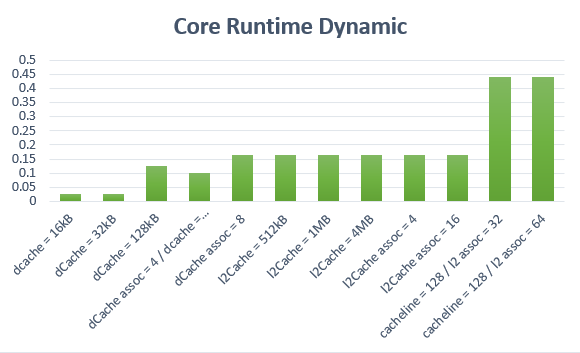 Core Runtime Dynamic
0.5
0.45
0.4
0.35
0.3
0.25
0.2
0.15
0.1
0.05
0
dcache = 16kB
dCache = 32kB
dCache = 128kB
dCache assoc = 4 / dcache =...
dCache assoc = 8
l2Cache = 512kB
l2Cache = 1MB
l2Cache = 4MB
l2Cache assoc = 4
l2Cache assoc = 16
cacheline = 128 / l2 assoc = 32
cacheline = 128 / l2 assoc = 64